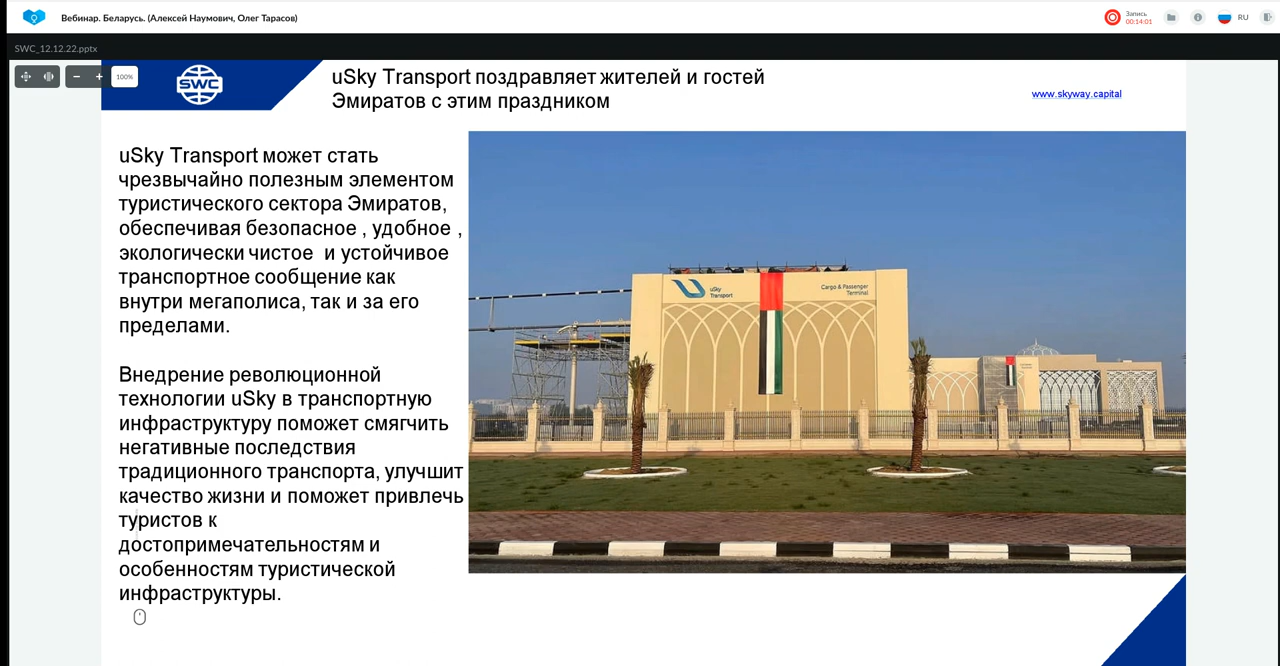 Вебинар. Беларусь. (Алексей Наумович, Олег Тарасов)
Запись
00:14:01
RU
SWC_12.12.22.pptx
100%
SWC
uSky Transport поздравляет жителей и гостей
Эмиратов с этим праздником
www.skyway.capital
uSky Transport может стать
чрезвычайно полезным элементом
туристического сектора Эмиратов,
обеспечивая безопасное , удобное ,
экологически чистое и устойчивое
транспортное сообщение как
внутри мегаполиса, так и за его
пределами.
Внедрение революционной
технологии uSky в транспортную
инфраструктуру поможет смягчить
негативные последствия
традиционного транспорта, улучшит
качество жизни и поможет привлечь
туристов к
достопримечательностям и
особенностям туристической
инфраструктуры.
uSky
Transport
Cargo & Passenger
Terminal